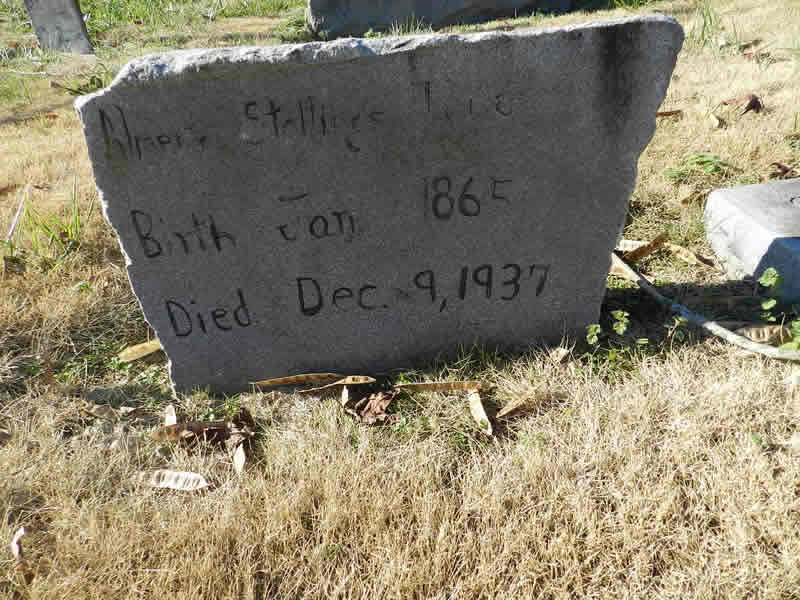 Stallings
Birth Jan 1865
Died. Dec. 9, 1937